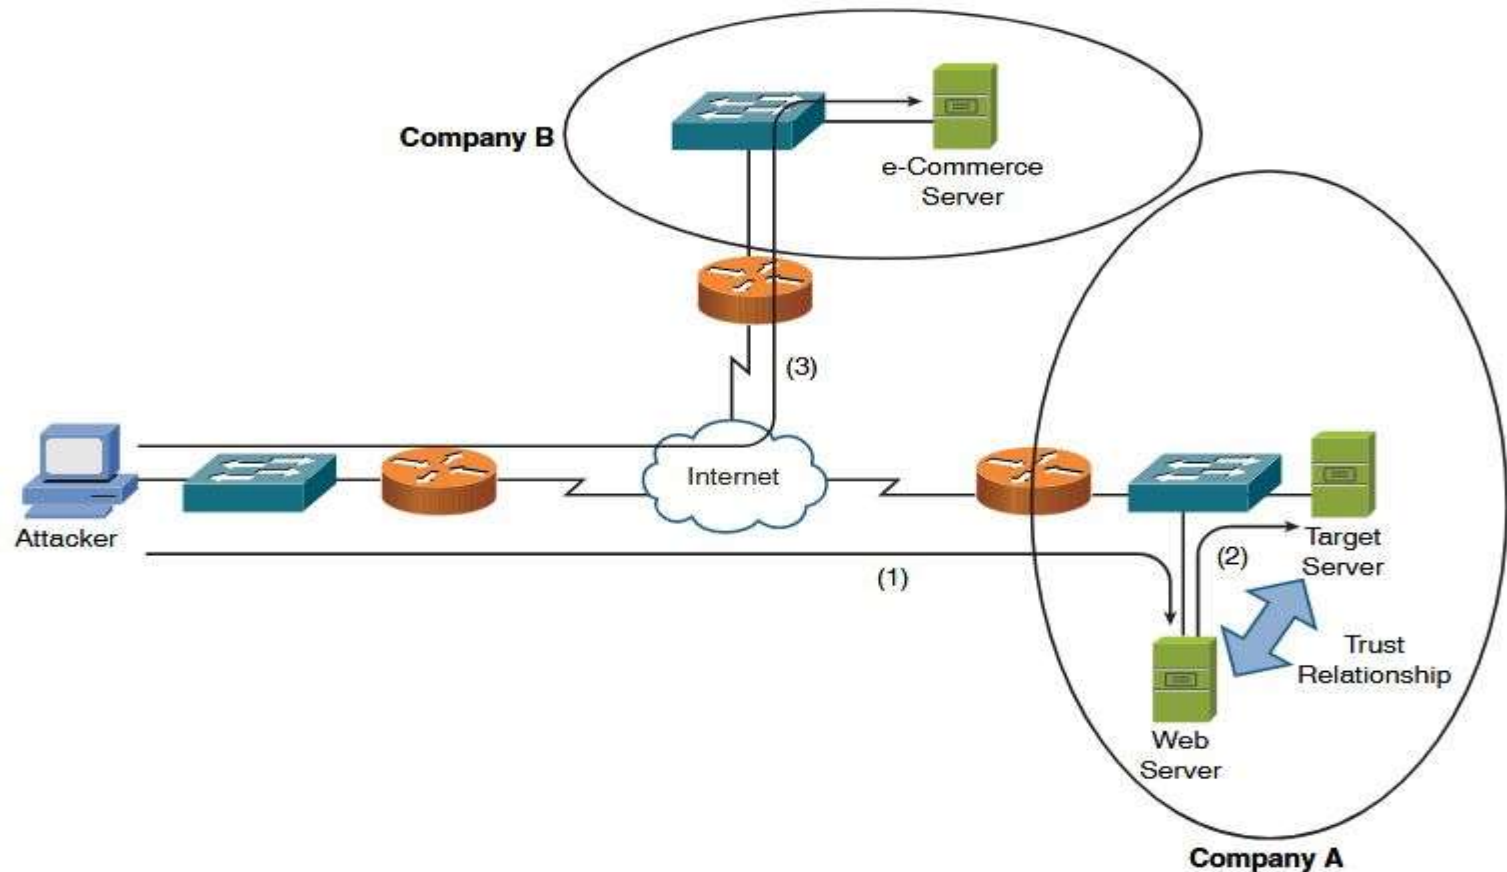 Company B
e-Commerce
Server
(3)
Internet
Attacker
(1)
(2)
Target
Server
Trust
Relationship
Web
Server
Company A